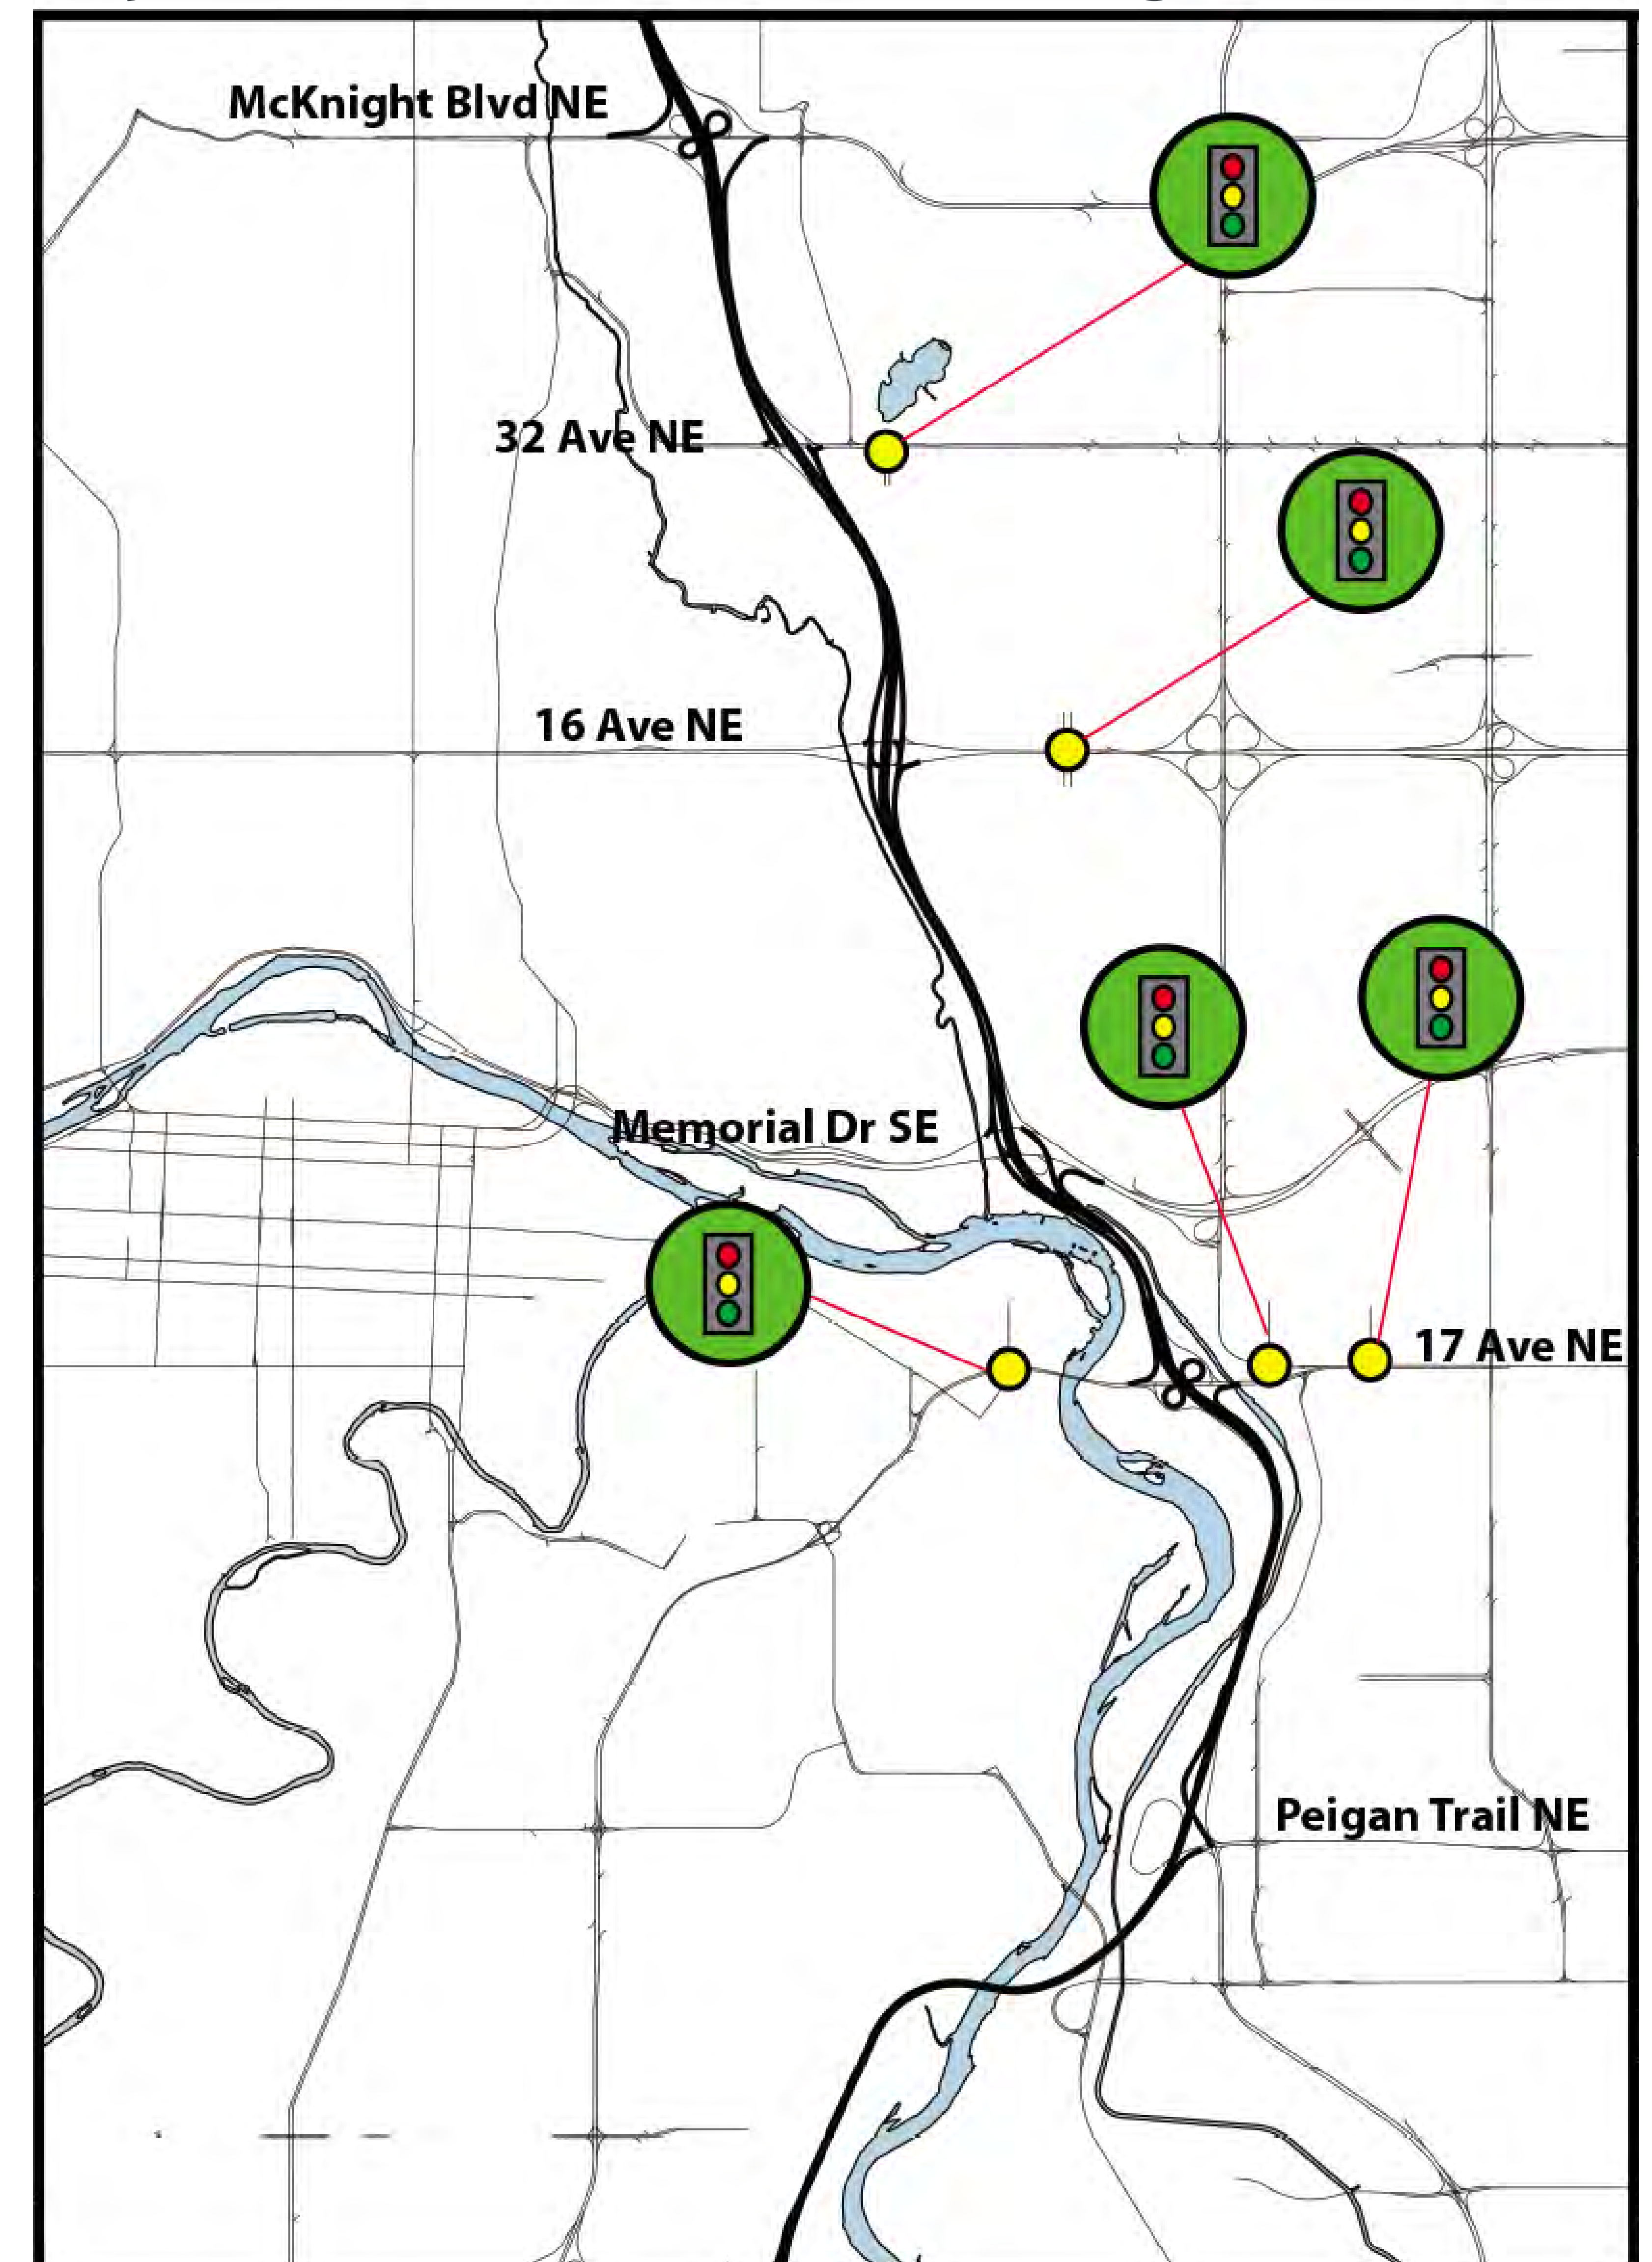 McKnight Blvd NE
32 Ave NE
16 Ave NE
Memorial Dr SE
17 Ave NE
Peigan Trail NE